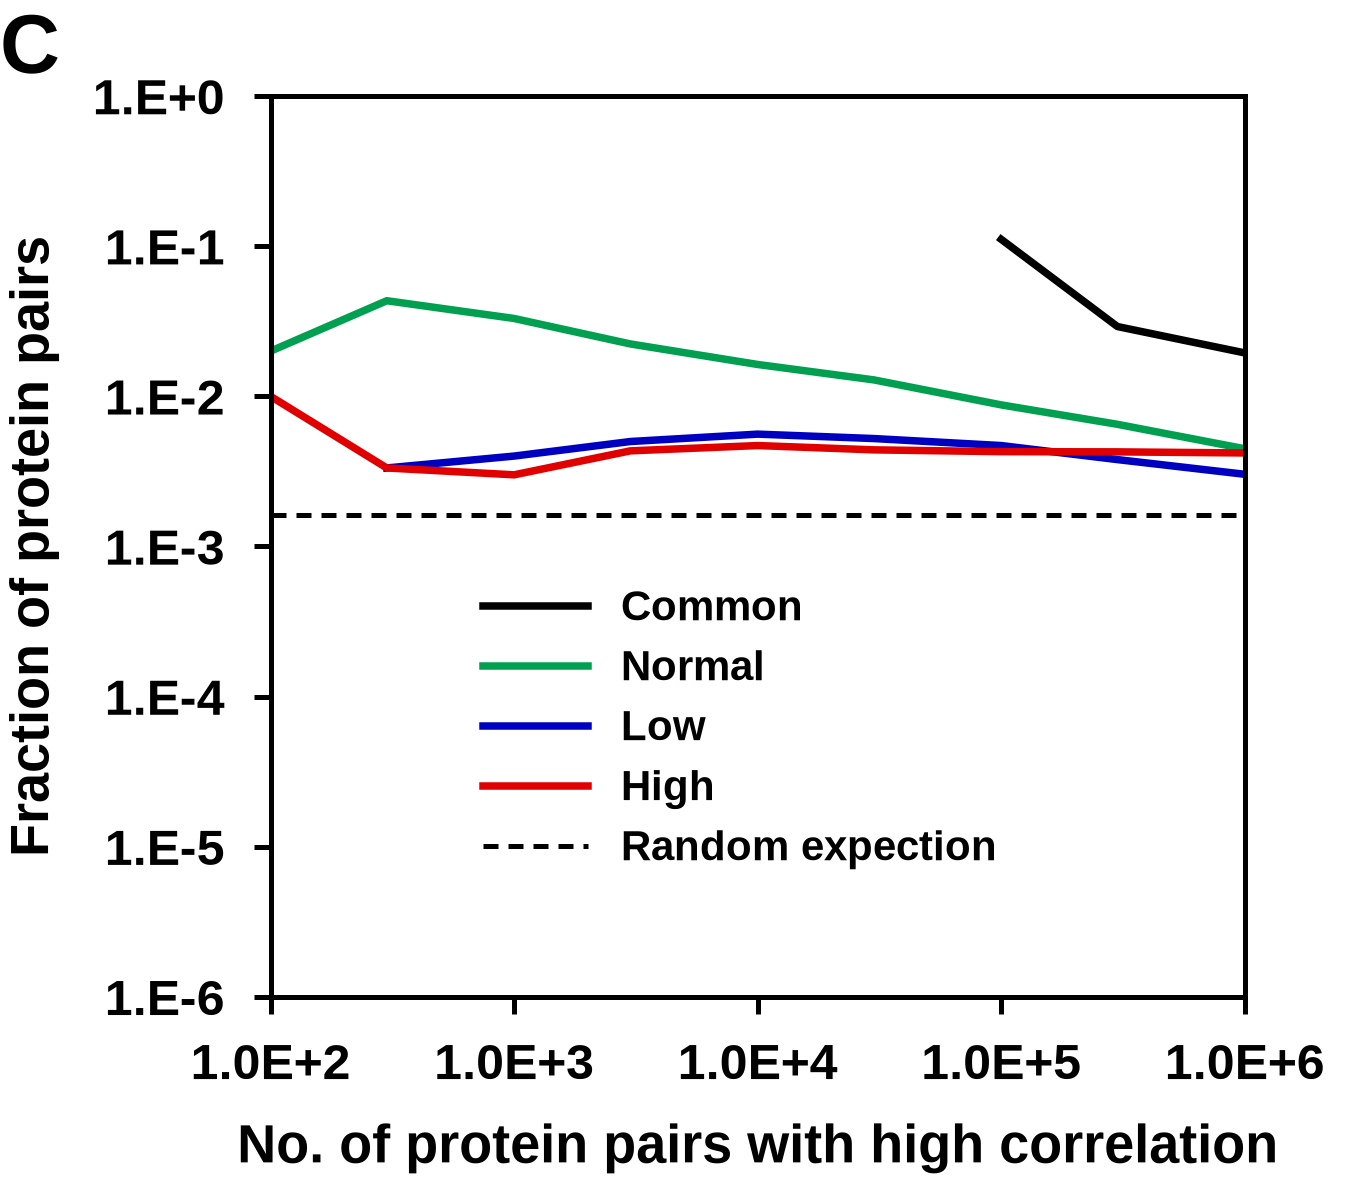 C
1.E+0
1.E-1
1.E-2
1.E-3
1.E-4
1.E-5
1.E-6
Fraction of protein pairs
Common
Normal
Low
High
Random expection
1.0E+2 1.0E+3 1.0E+4 1.0E+5 1.0E+6
No. of protein pairs with high correlation